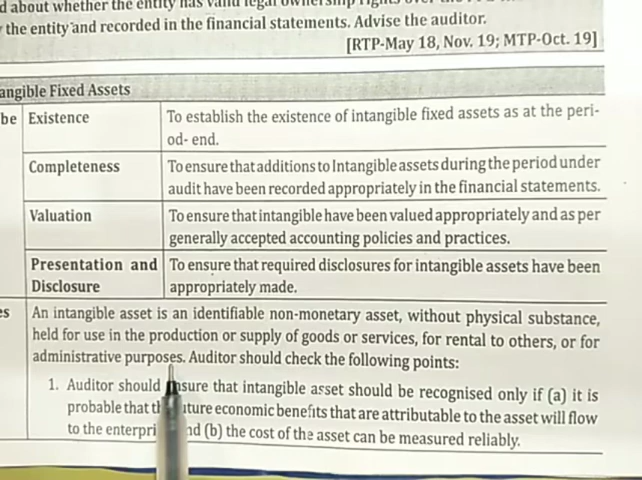 d about whether the entity has valid legal ownership rights over the
the entity and recorded in the financial statements. Advise the auditor.
[RTP-May 18, Nov. 19; MTP-Oct. 19]
angible Fixed Assets
be Existence To establish the existence of intangible fixed assets as at the peri-
od- end.
Completeness To ensure that additions to Intangible assets during the period under
audit have been recorded appropriately in the financial statements.
Valuation To ensure that intangible have been valued appropriately and as per
generally accepted accounting policies and practices.
Presentation and To ensure that required disclosures for intangible assets have been
Disclosure appropriately made.
es An intangible asset is an identifiable non-monetary asset, without physical substance,
held for use in the production or supply of goods or services, for rental to others, or for
administrative purposes. Auditor should check the following points:
1. Auditor should nsure that intangible asset should be recognised only if (a) it is
probable that th uture economic benefits that are attributable to the asset will flow
to the enterpri nd (b) the cost of the asset can be measured reliably.